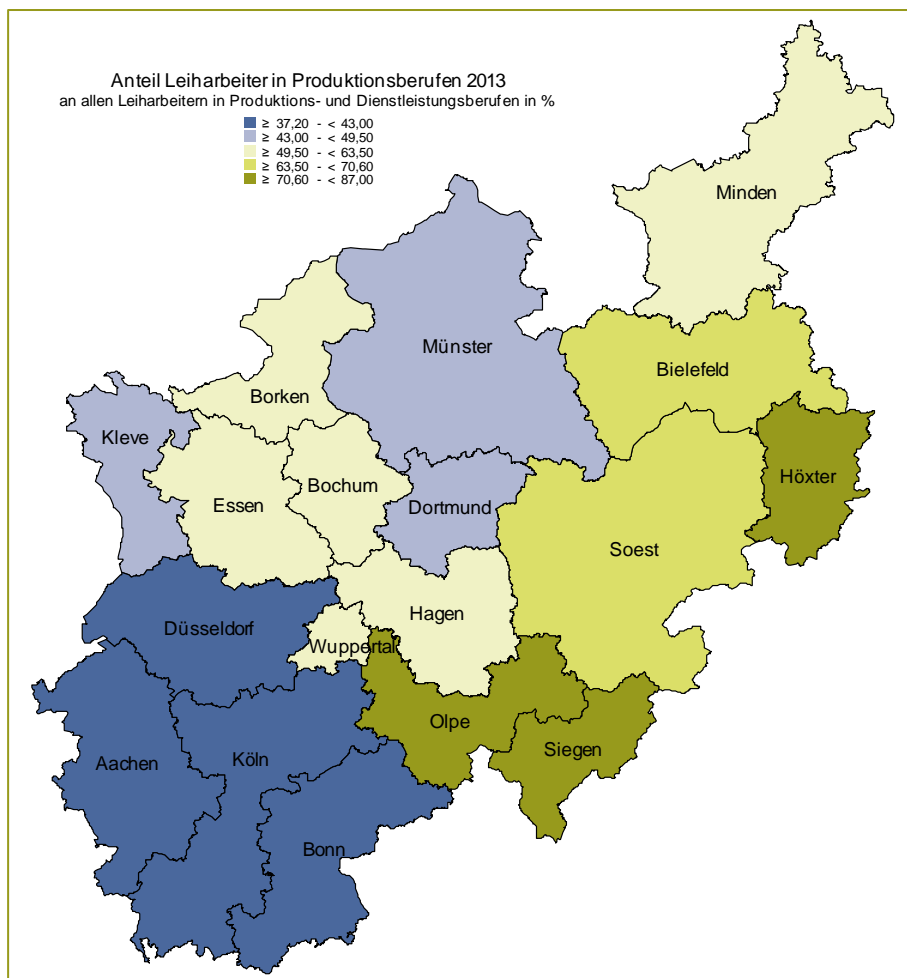 Anteil Leiharbeiter in Produktionsberufen 2013
an allen Leiharbeitern in Produktions- und Dienstleistungsberufen in %
≥ 37,20 - < 43,00
≥ 43,00 - < 49,50
≥ 49,50 - < 63,50
≥ 63,50 - < 70,60
≥ 70,60 - < 87,00
Minden
Münster
Bielefeld
Borken
Kleve
Bochum
Höxter
Essen
Dortmund
Soest
Hagen
Düsseldorf
Wuppertal
Olpe
Siegen
Köln
Aachen
Bonn